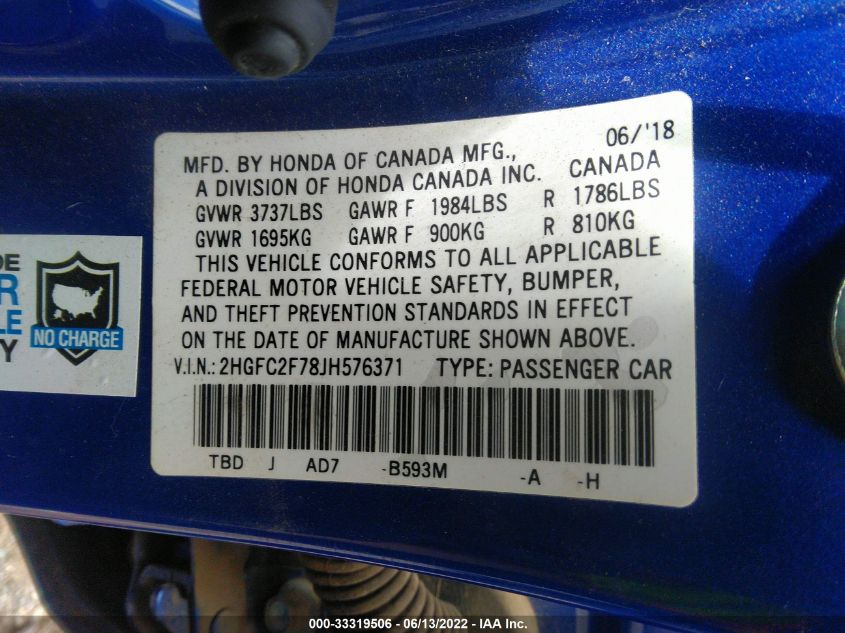 06/'18
MFD. BY HONDA OF CANADA MFG.,
A DIVISION OF HONDA CANADA INC. CANADA
GVWR 3737LBS GAWR F 1984LBS R 1786LBS
GVWR 1695KG GAWR F 900KG R 810KG
THIS VEHICLE CONFORMS TO ALL APPLICABLE
FEDERAL MOTOR VEHICLE SAFETY, BUMPER,
AND THEFT PREVENTION STANDARDS IN EFFECT
ON THE DATE OF MANUFACTURE SHOWN ABOVE.
V.I.N.: 2HGFC2F78JH576371 TYPE: PASSENGER CAR
TBD J AD7 -B593M -A -H
NO CHARGE
000-33319506 - 06/13/2022 - IAA Inc.